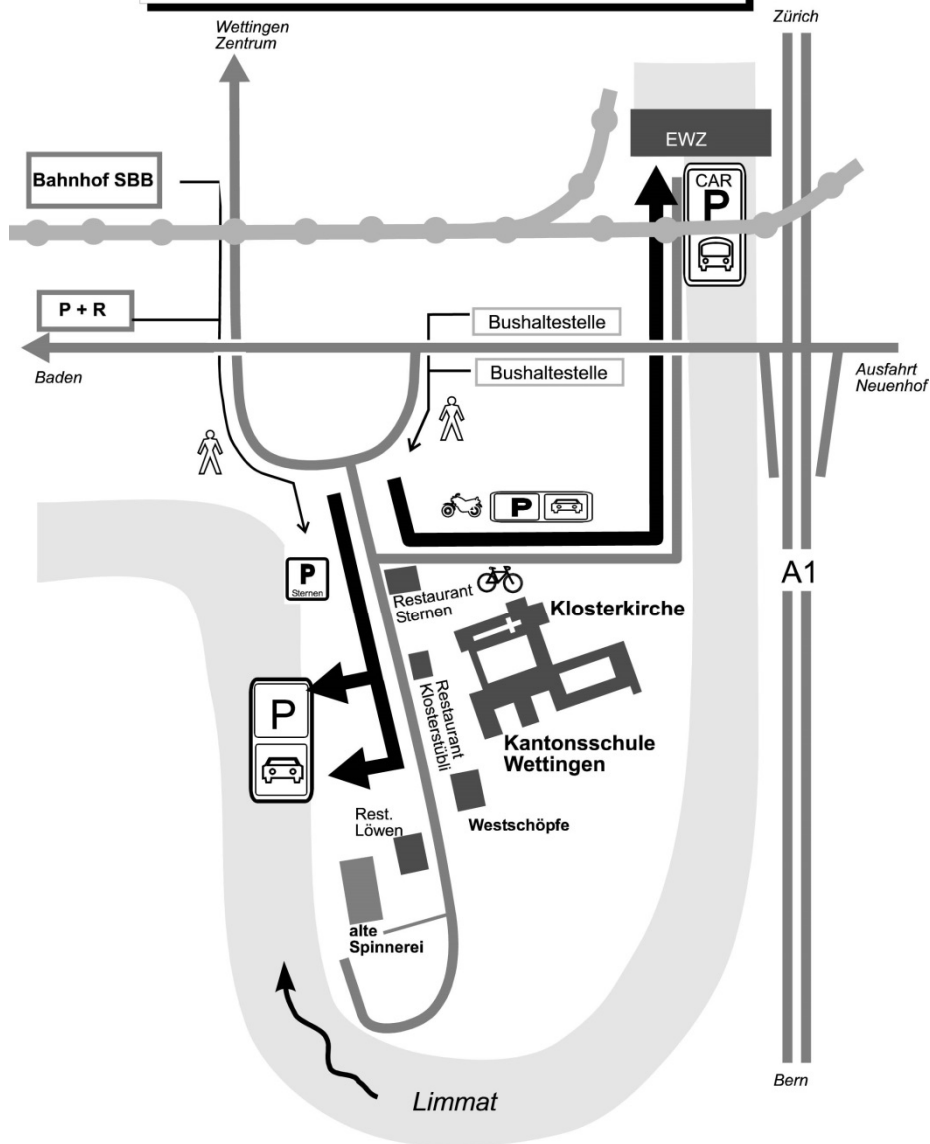 Wettingen
Zentrum
Zürich
EWZ
Bahnhof SBB
CAR
P
P + R
Bushaltestelle
Bushaltestelle
Baden
Ausfahrt
Neuenhof
P
P
Sternen
A1
Restaurant
Sternen
Klosterkirche
Restaurant
Klosterstübli
P
Kantonsschule
Wettingen
Rest.
Löwen
Westschöpfe
alte
Spinnerei
Bern
Limmat